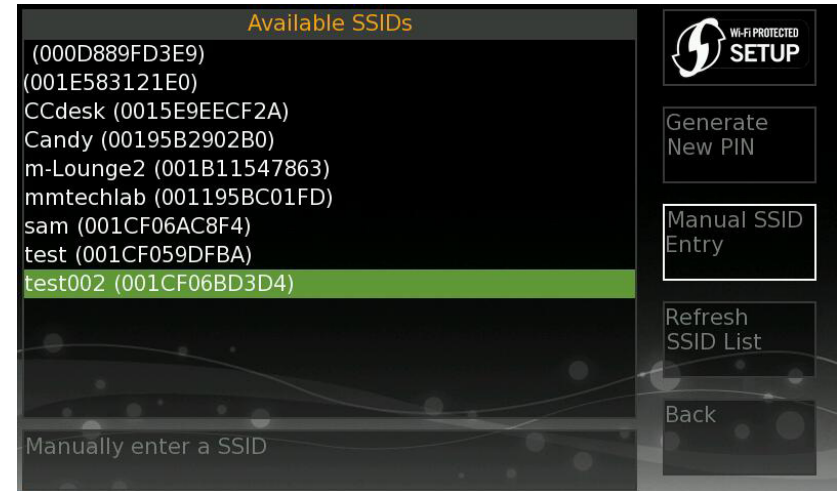 Available SSIDs
(000D889FD3E9)
(001E583121E0)
CCdesk (0015E9EECF2A)
Candy (00195B2902B0)
m-Lounge2 (001B11547863)
mmtechlab (001195BC01FD)
sam (001CF06AC8F4)
test (001CF059DFBA)
test002 (001CF06BD3D4)
Manually enter a SSID
Wi-Fi PROTECTED
SETUP
Generate
New PIN
Manual SSID
Entry
Refresh
SSID List
Back